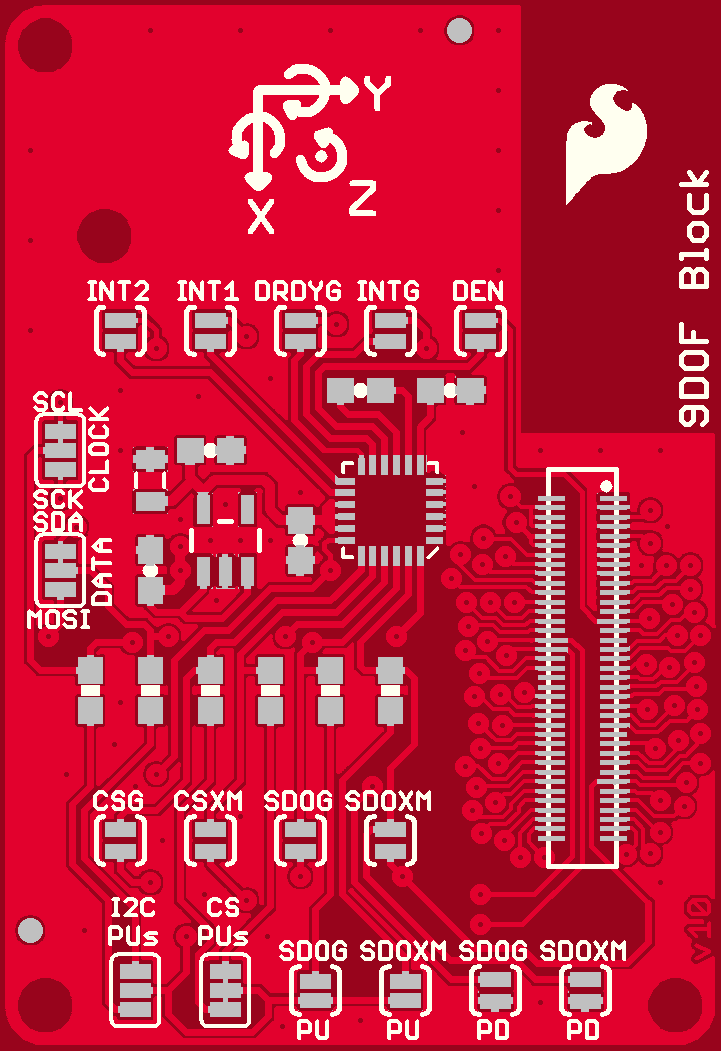 Y
Z
X
9DOF Block
INT2 INT1 DRDYG INTG DEN
SCL
CLOCK
SCK
SDA
DATA
MOSI
CSG CSXM SDOG SDOXM
I2C PUs
CS PUs
SDOG SDOXM SDOG SDOXM
PU PU PD PD
v10